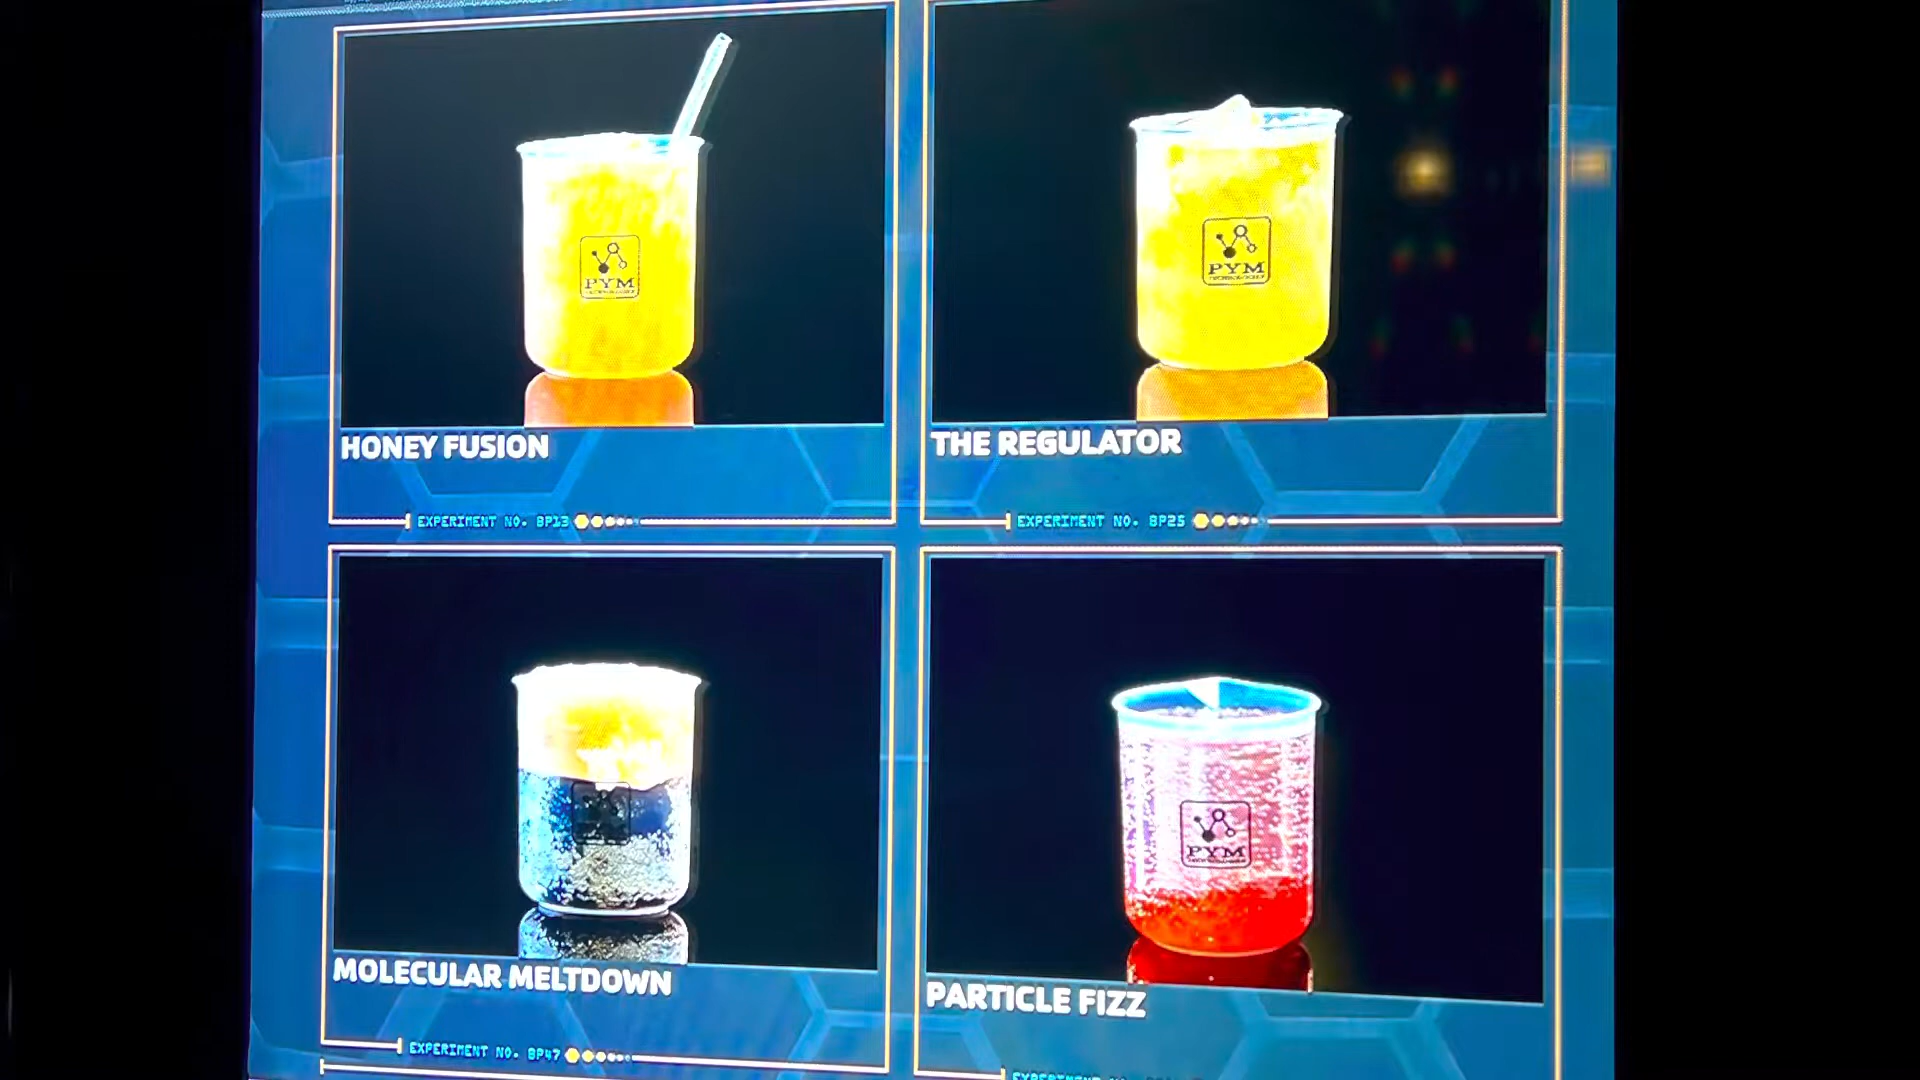 PYM
PYM
HONEY FUSION
THE REGULATOR
EXPERIMENT NO. BP13
EXPERIMENT NO. BP25
PYM
MOLECULAR MELTDOWN
PARTICLE FIZZ
EXPERIMENT NO. BP47
EXPERIMENT